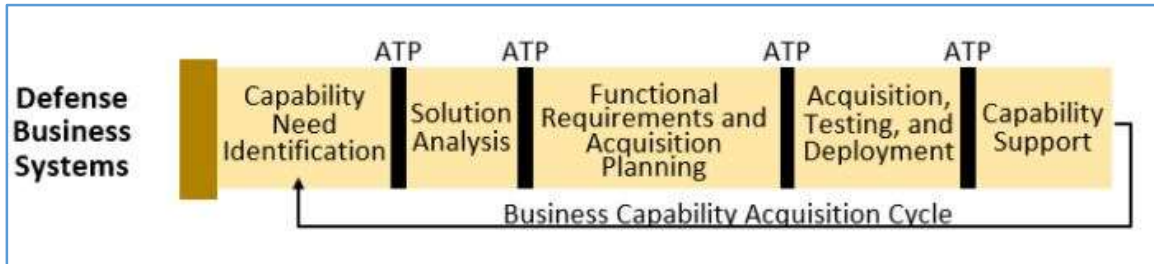 ATP ATP ATP ATP
Defense
Business
Systems
Capability
Need
Identification
Solution
Analysis
Functional
Requirements and
Acquisition
Planning
Acquisition,
Testing, and
Deployment
Capability
Support
Business Capability Acquisition Cycle